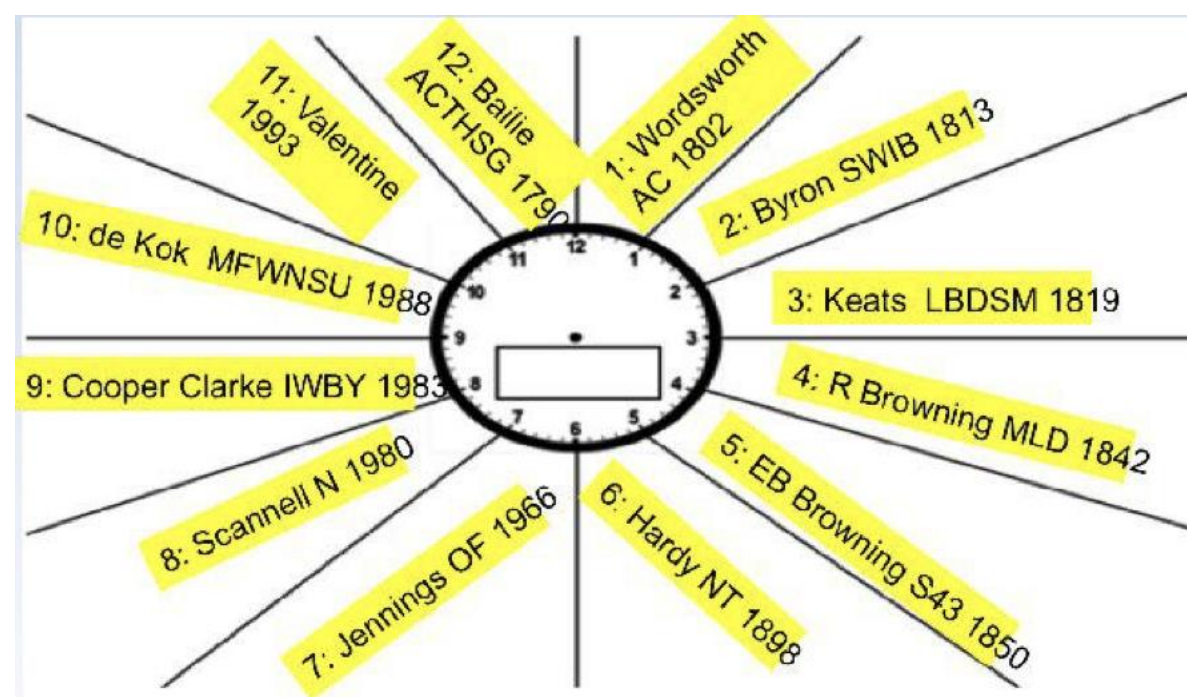 12: Bailie
ACTHSG 1790
1: Wordsworth
AC 1802
11: Valentine
1993
2: Byron SWIB 1813
10: de Kok MFWNSU 1988
3: Keats LBDSM 1819
9: Cooper Clarke IWBY 1983
4: R Browning MLD 1842
8: Scannell N 1980
5: EB Browning S43 1850
7: Jennings OF 1966
6: Hardy NT 1898
12
11
1
10
2
9
3
8
4
7
5
6